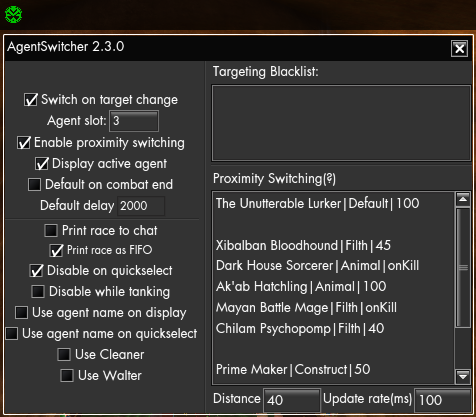 AgentSwitcher 2.3.0
Switch on target change
Agent slot: 3
Enable proximity switching
Display active agent
Default on combat end
Default delay 2000
Print race to chat
Print race as FIFO
Disable on quickselect
Disable while tanking
Use agent name on display
Use agent name on quickselect
Use Cleaner
Use Walter
Targeting Blacklist:
Proximity Switching(?)
The Unutterable Lurker|Default|100
Xibalban Bloodhound|Filth|45
Dark House Sorcerer|Animal|onKill
Ak'ab Hatchling|Animal|100
Mayan Battle Mage|Filth|onKill
Chilam Psychopomp|Filth|40
Prime Maker|Construct|50
Distance 40 Update rate(ms) 100